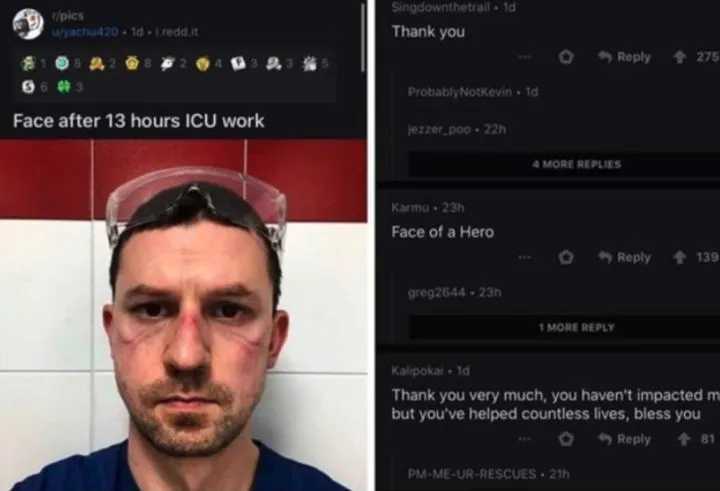 r/pics
u/yachu420 • 1d • i.redd.it
1 5 2 8 2 4 3 3 5
6 3
Face after 13 hours ICU work
Singdownthetrail • 1d
Thank you
Reply 275
ProbablyNotKevin • 1d
jezzer_poo • 22h
4 MORE REPLIES
Karmu • 23h
Face of a Hero
Reply 139
greg2644 • 23h
1 MORE REPLY
Kalipokai • 1d
Thank you very much, you haven't impacted m
but you've helped countless lives, bless you
Reply 81
PM-ME-UR-RESCUES • 21h